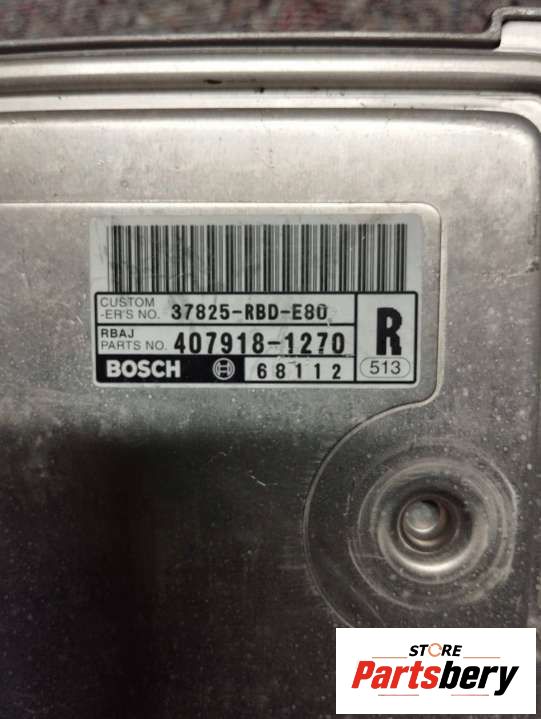 CUSTOM
-ER'S NO. 37825-RBD-E80
RBAJ
PARTS NO. 407918-1270
R
BOSCH 68112 513
STORE
Partsbery